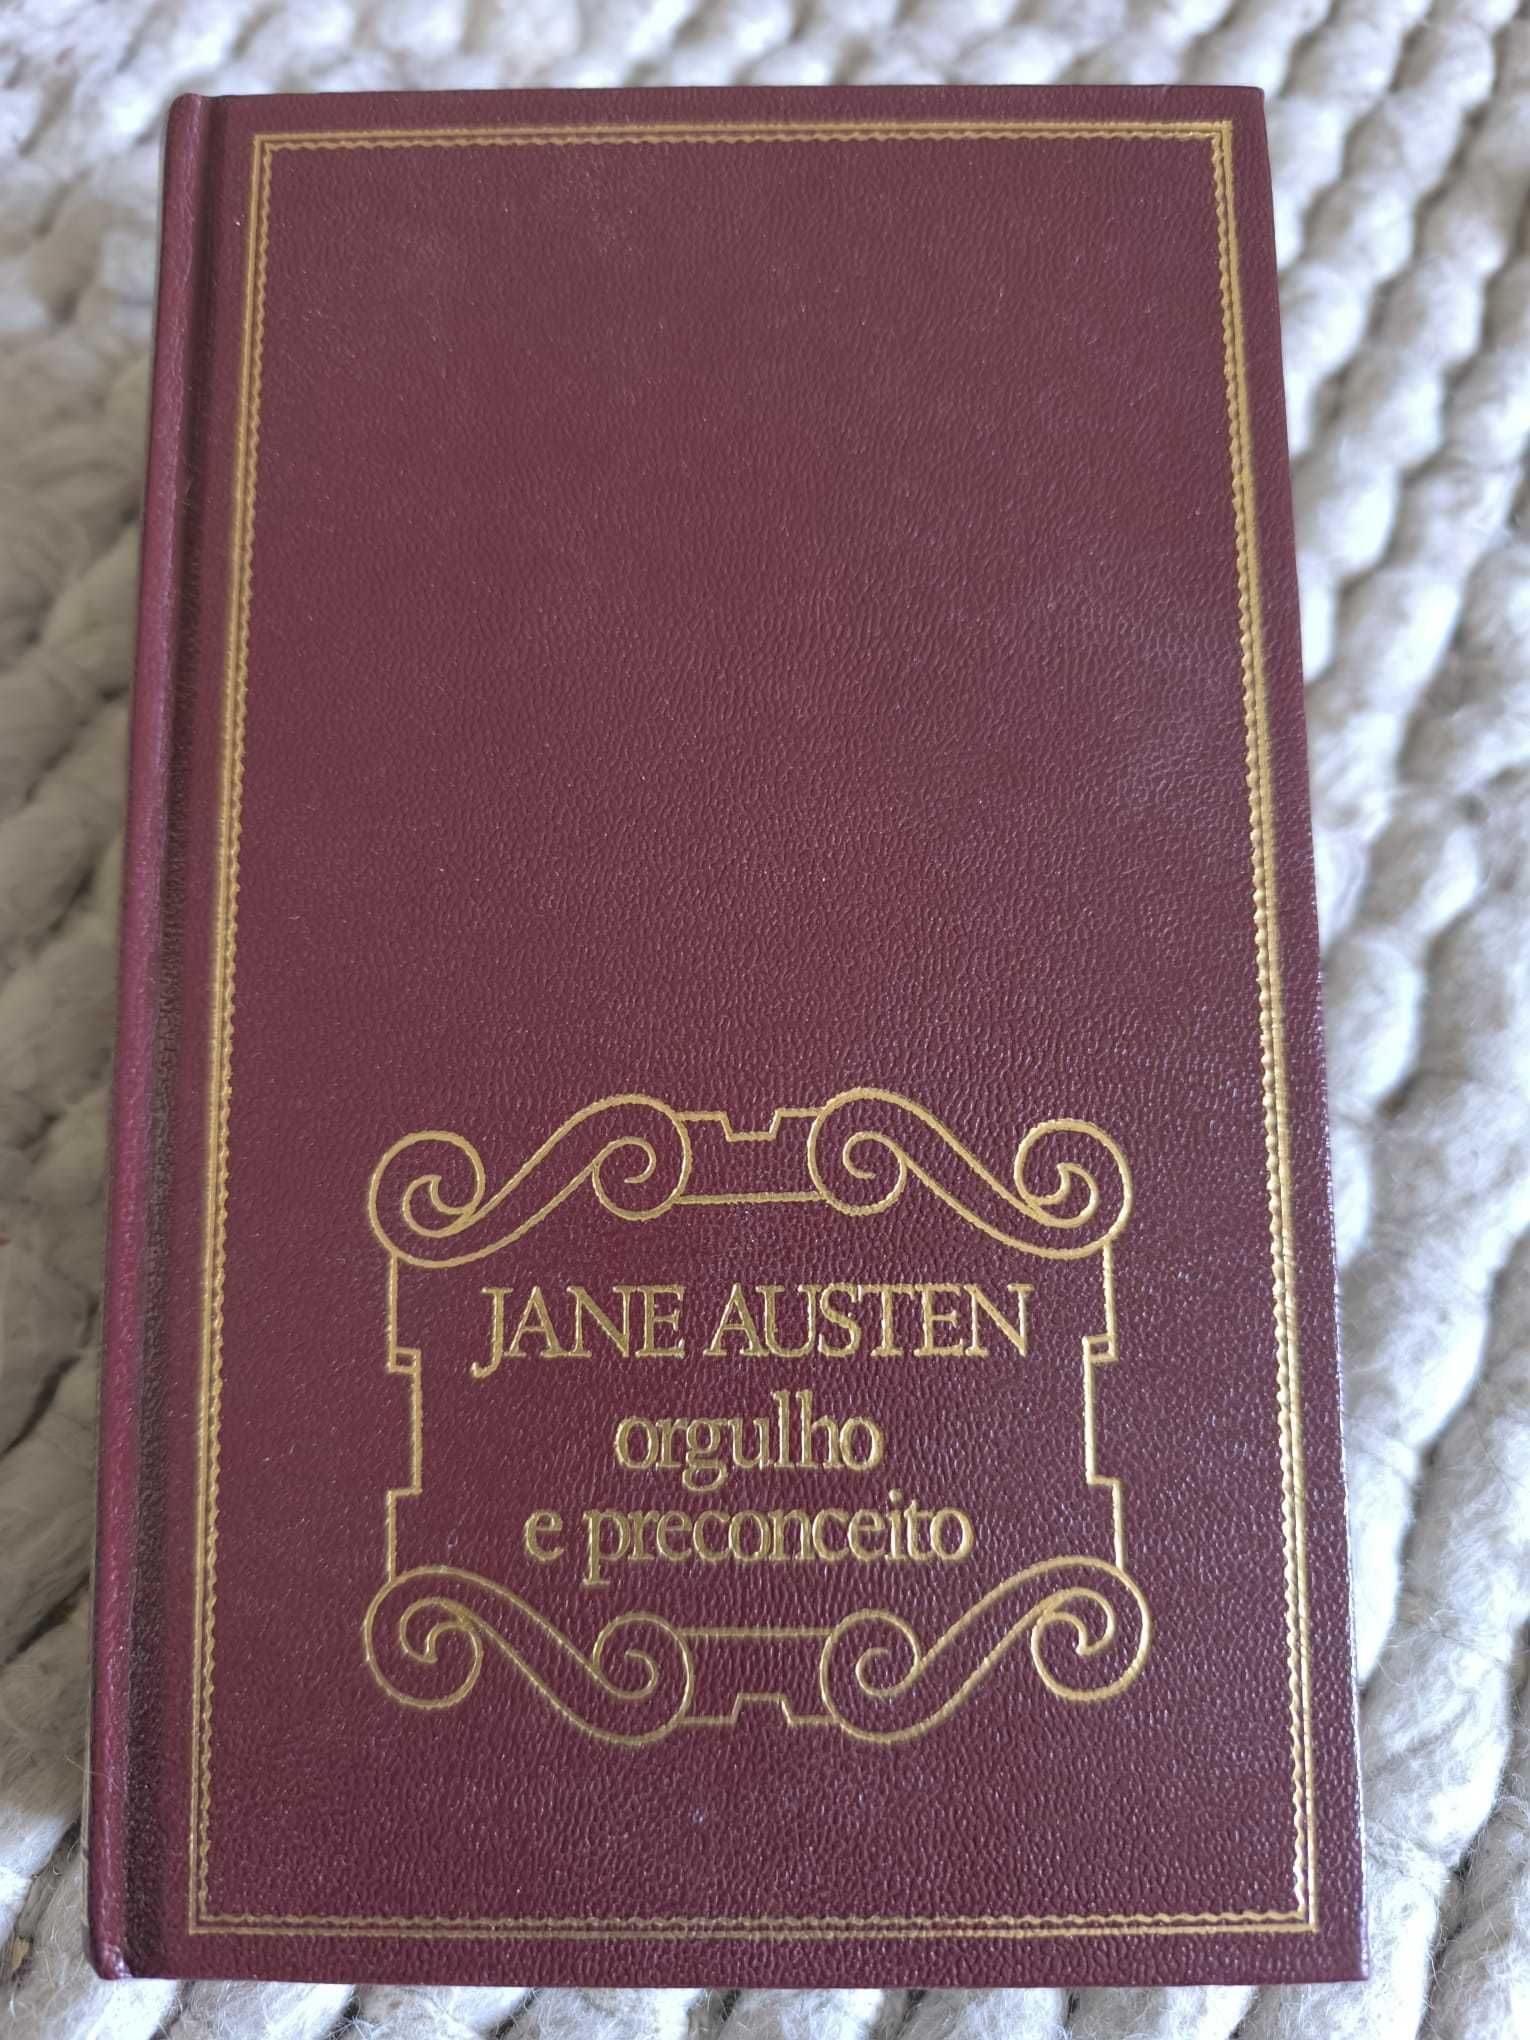 JANE AUSTEN
orgulho
e preconceito